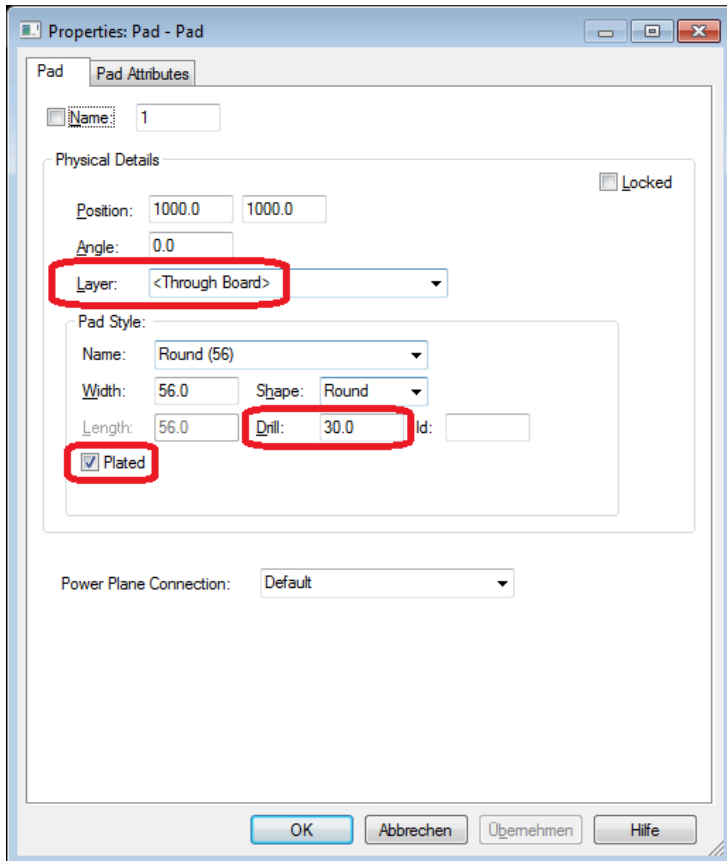 Properties: Pad - Pad
Pad Pad Attributes
Name: 1
Physical Details
Locked
Position: 1000.0 1000.0
Angle: 0.0
Layer: <Through Board>
Pad Style:
Name: Round (56)
Width: 56.0 Shape: Round
Length: 56.0 Drill: 30.0 Id:
Plated
Power Plane Connection: Default
OK Abbrechen Übernehmen Hilfe